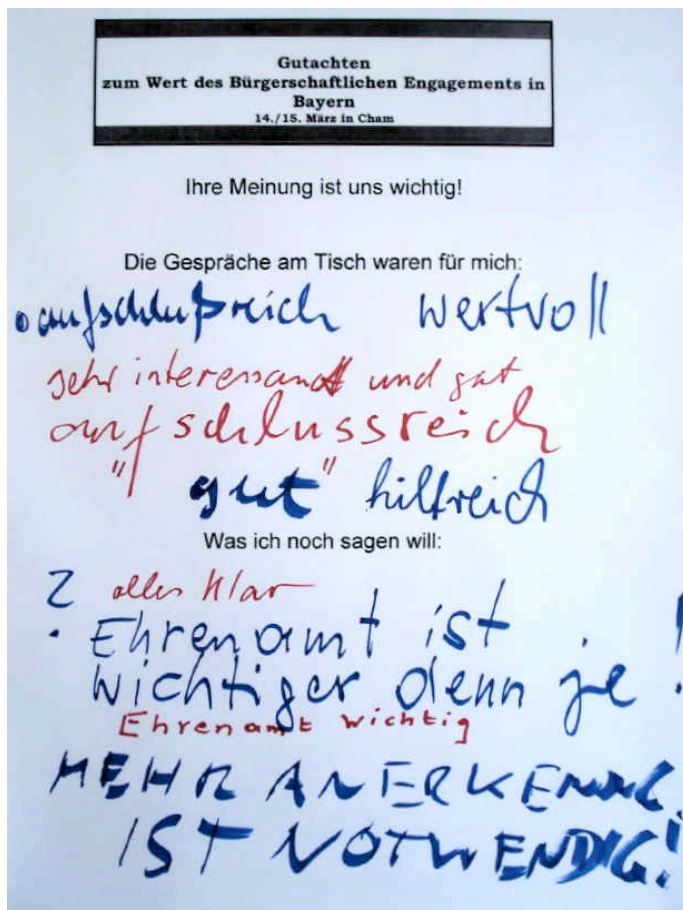 Gutachten
zum Wert des Bürgerschaftlichen Engagements in
Bayern
14./15. März in Cham
Ihre Meinung ist uns wichtig!
Die Gespräche am Tisch waren für mich:
aufschlußreich wertvoll
sehr interessant und gut
aufschlussreich
"gut" hilfreich
Was ich noch sagen will:
? alles klar
Ehrenamt ist
wichtiger denn je!
Ehrenamt wichtig
MEHR ANERKENNUNG
IST NOTWENDIG!